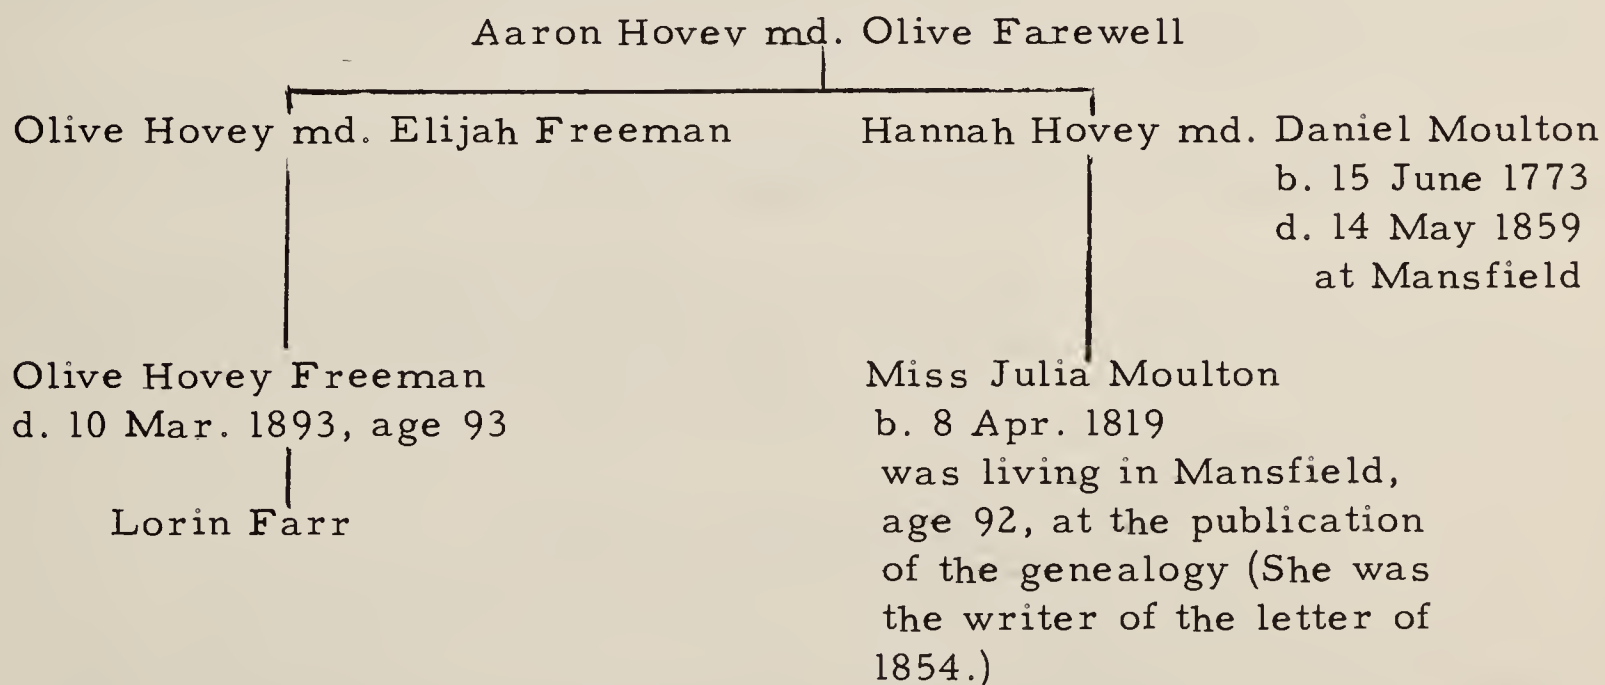 Aaron Hovey md. Olive Farewell
Olive Hovey md. Elijah Freeman
Hannah Hovey md. Daniel Moulton
b. 15 June 1773
d. 14 May 1859
at Mansfield
Olive Hovey Freeman
d. 10 Mar. 1893, age 93
Lorin Farr
Miss Julia Moulton
b. 8 Apr. 1819
was living in Mansfield,
age 92, at the publication
of the genealogy (She was
the writer of the letter of
1854.)